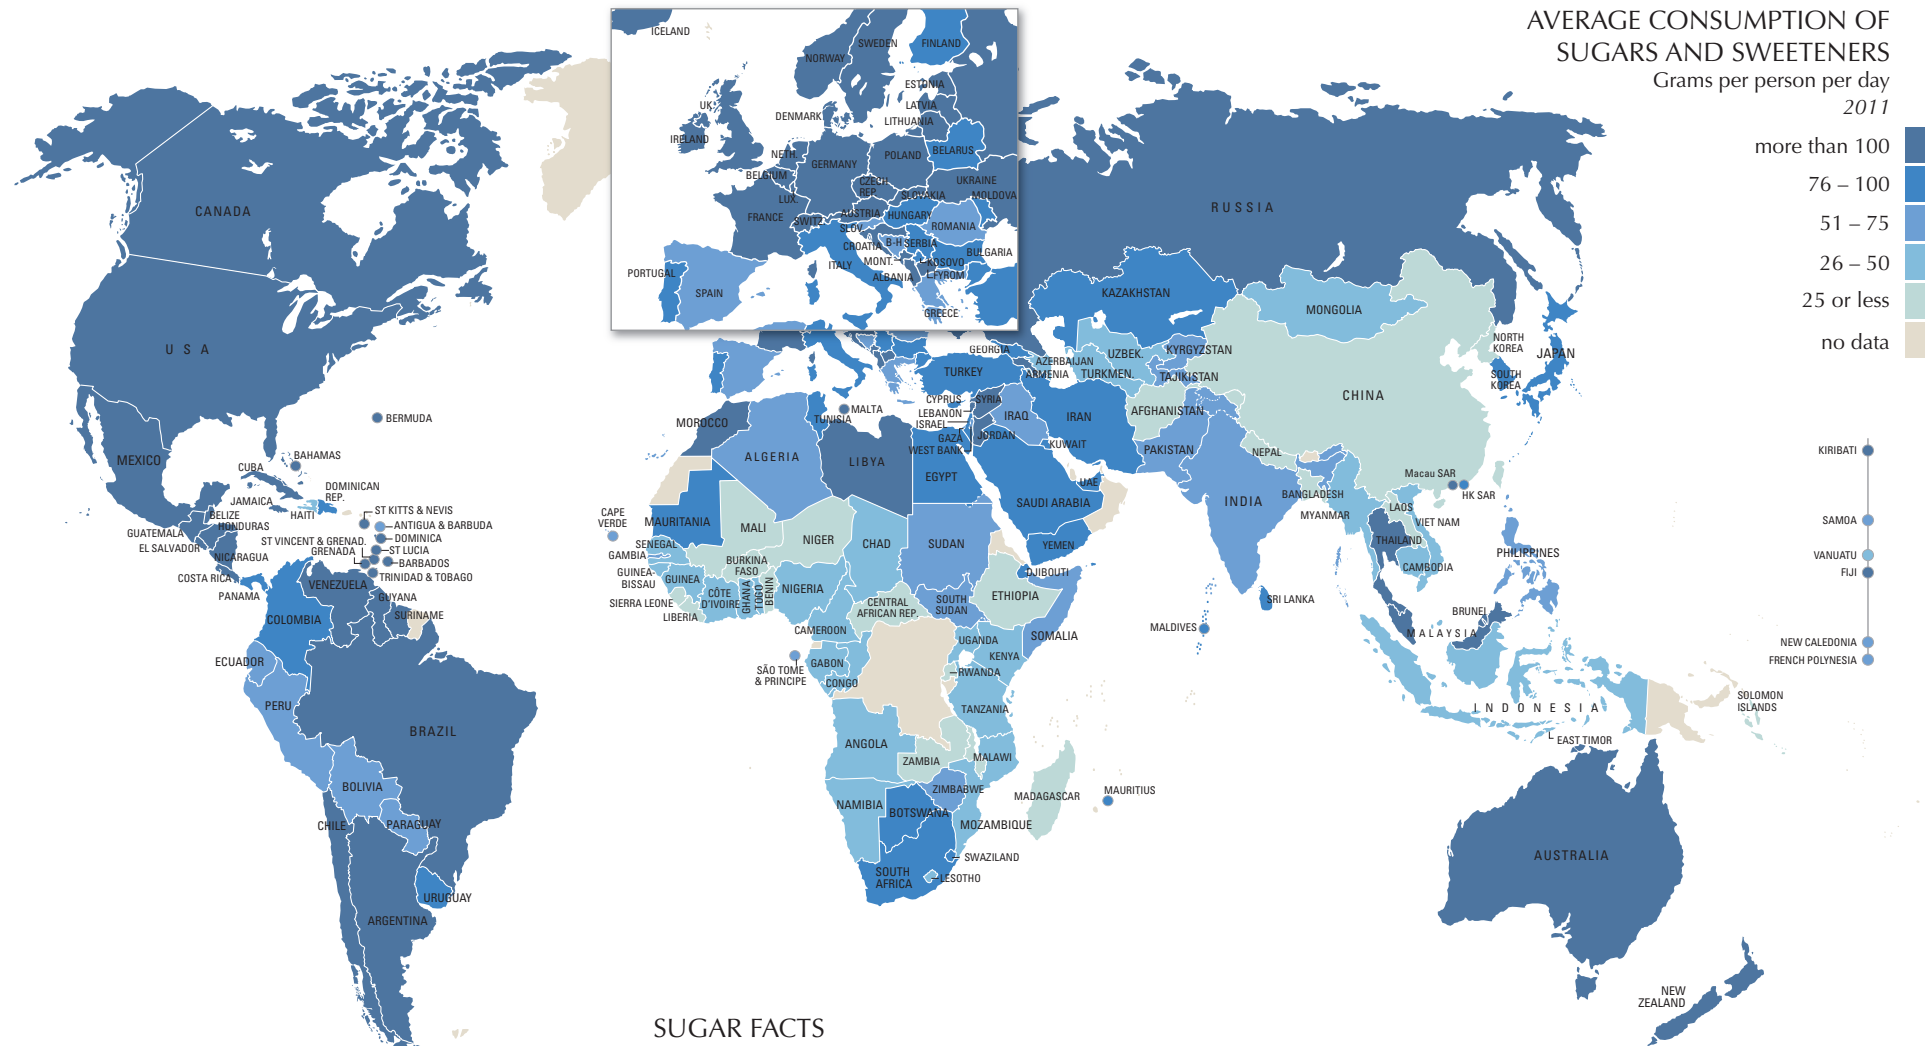 AVERAGE CONSUMPTION OF
SUGARS AND SWEETENERS
Grams per person per day
2011
more than 100
76 – 100
51 – 75
26 – 50
25 or less
no data
ICELAND
SWEDEN
FINLAND
NORWAY
ESTONIA
LATVIA
UK
DENMARK
LITHUANIA
IRELAND
NETH.
GERMANY
POLAND
BELARUS
BELGIUM
CZECH
REP.
UKRAINE
LUX.
SLOVAKIA
MOLDOVA
FRANCE
SWITZ.
AUSTRIA
HUNGARY
SLOV.
ROMANIA
CROATIA
B-H
SERBIA
BULGARIA
ITALY
MONT.
KOSOVO
PORTUGAL
ALBANIA
FYROM
SPAIN
GREECE
CANADA
USA
BERMUDA
MEXICO
BAHAMAS
CUBA
DOMINICAN
REP.
JAMAICA
HAITI
BELIZE
HONDURAS
GUATEMALA
EL SALVADOR
NICARAGUA
COSTA RICA
PANAMA
ST KITTS & NEVIS
ANTIGUA & BARBUDA
DOMINICA
ST VINCENT & GRENAD.
ST LUCIA
GRENADA
BARBADOS
TRINIDAD & TOBAGO
VENEZUELA
GUYANA
SURINAME
COLOMBIA
ECUADOR
PERU
BRAZIL
BOLIVIA
CHILE
PARAGUAY
URUGUAY
ARGENTINA
RUSSIA
KAZAKHSTAN
MONGOLIA
GEORGIA
AZERBAIJAN
ARMENIA
UZBEK.
TURKMEN.
KYRGYZSTAN
TAJIKISTAN
NORTH
KOREA
SOUTH
KOREA
JAPAN
CHINA
TURKEY
CYPRUS
SYRIA
LEBANON
ISRAEL
IRAQ
IRAN
AFGHANISTAN
GAZA
WEST BANK
JORDAN
KUWAIT
PAKISTAN
NEPAL
MALTA
TUNISIA
MOROCCO
ALGERIA
LIBYA
EGYPT
SAUDI ARABIA
UAE
INDIA
BANGLADESH
MYANMAR
Macau SAR
HK SAR
LAOS
VIET NAM
THAILAND
CAMBODIA
PHILIPPINES
CAPE
VERDE
MAURITANIA
MALI
NIGER
CHAD
SUDAN
YEMEN
SENEGAL
GAMBIA
GUINEA-
BISSAU
GUINEA
BURKINA
FASO
SIERRA LEONE
LIBERIA
CÔTE
D'IVOIRE
GHANA
TOGO
BENIN
NIGERIA
CENTRAL
AFRICAN REP.
SOUTH
SUDAN
DJIBOUTI
ETHIOPIA
SOMALIA
CAMEROON
UGANDA
KENYA
SÃO TOME
& PRINCIPE
GABON
CONGO
RWANDA
TANZANIA
MALDIVES
SRI LANKA
BRUNEI
MALAYSIA
INDONESIA
EAST TIMOR
SOLOMON
ISLANDS
ANGOLA
ZAMBIA
MALAWI
ZIMBABWE
NAMIBIA
BOTSWANA
MOZAMBIQUE
MADAGASCAR
MAURITIUS
SWAZILAND
SOUTH
AFRICA
LESOTHO
AUSTRALIA
NEW
ZEALAND
KIRIBATI
SAMOA
VANUATU
FIJI
NEW CALEDONIA
FRENCH POLYNESIA
SUGAR FACTS